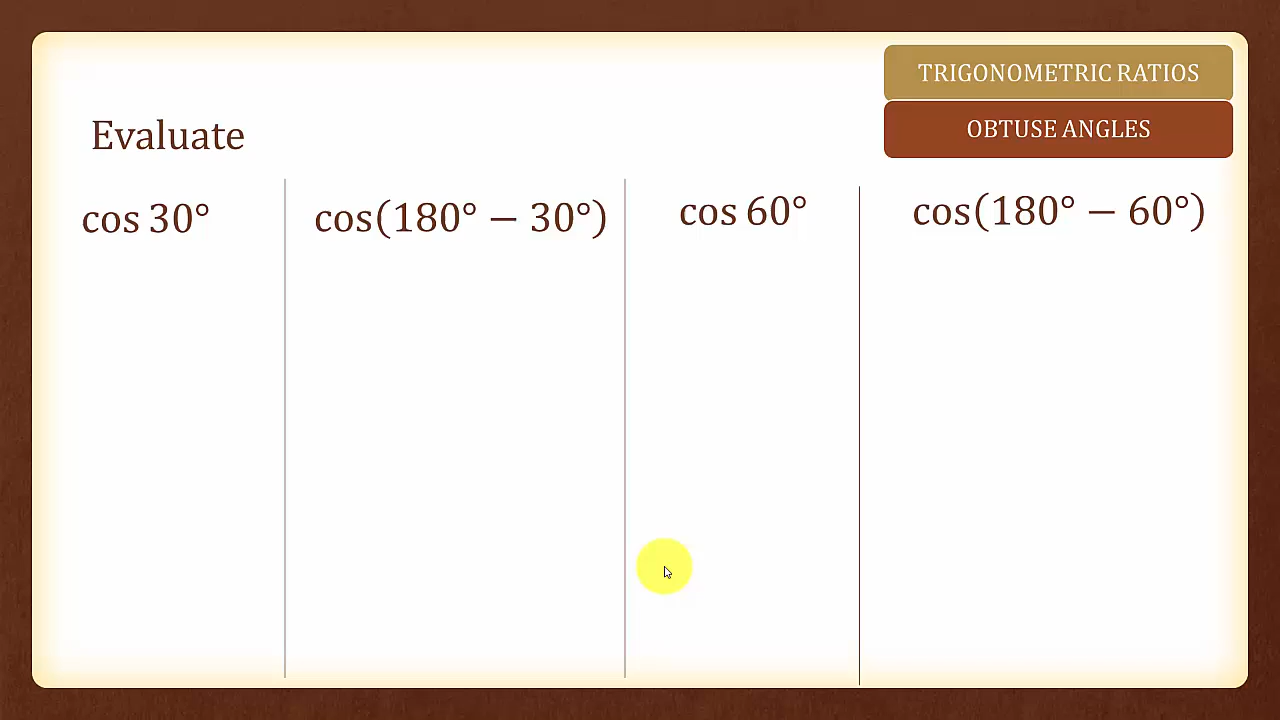 TRIGONOMETRIC RATIOS
OBTUSE ANGLES
Evaluate
cos 30°
cos(180° − 30°)
cos 60°
cos(180° − 60°)